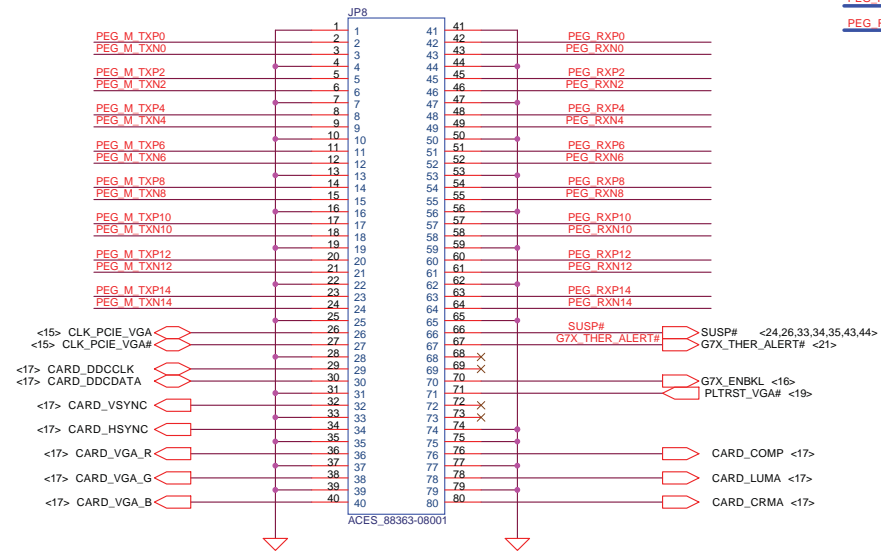 JP8
PEG_R
1 1 41 41
PEG_M_TXP0 2 2 42 42 PEG_RXP0
PEG_M_TXN0 3 3 43 43 PEG_RXN0
4 4 44 44
PEG_M_TXP2 5 5 45 45 PEG_RXP2
PEG_M_TXN2 6 6 46 46 PEG_RXN2
7 7 47 47
PEG_M_TXP4 8 8 48 48 PEG_RXP4
PEG_M_TXN4 9 9 49 49 PEG_RXN4
10 10 50 50
PEG_M_TXP6 11 11 51 51 PEG_RXP6
PEG_M_TXN6 12 12 52 52 PEG_RXN6
13 13 53 53
PEG_M_TXP8 14 14 54 54 PEG_RXP8
PEG_M_TXN8 15 15 55 55 PEG_RXN8
16 16 56 56
PEG_M_TXP10 17 17 57 57 PEG_RXP10
PEG_M_TXN10 18 18 58 58 PEG_RXN10
19 19 59 59
PEG_M_TXP12 20 20 60 60 PEG_RXP12
PEG_M_TXN12 21 21 61 61 PEG_RXN12
22 22 62 62
PEG_M_TXP14 23 23 63 63 PEG_RXP14
PEG_M_TXN14 24 24 64 64 PEG_RXN14
25 25 65 65
<15> CLK_PCIE_VGA 26 26 66 66 SUSP# SUSP# <24,26,33,34,35,43,44>
<15> CLK_PCIE_VGA# 27 27 67 67 G7X_THER_ALERT# G7X_THER_ALERT# <21>
28 28 68 68
<17> CARD_DDCCLK 29 29 69 69
<17> CARD_DDCDATA 30 30 70 70 G7X_ENBKL <16>
31 31 71 71 PLTRST_VGA# <19>
<17> CARD_VSYNC 32 32 72 72
33 33 73 73
<17> CARD_HSYNC 34 34 74 74
35 35 75 75
<17> CARD_VGA_R 36 36 76 76 CARD_COMP <17>
37 37 77 77
<17> CARD_VGA_G 38 38 78 78 CARD_LUMA <17>
39 39 79 79
<17> CARD_VGA_B 40 40 80 80 CARD_CRMA <17>
ACES_88363-08001